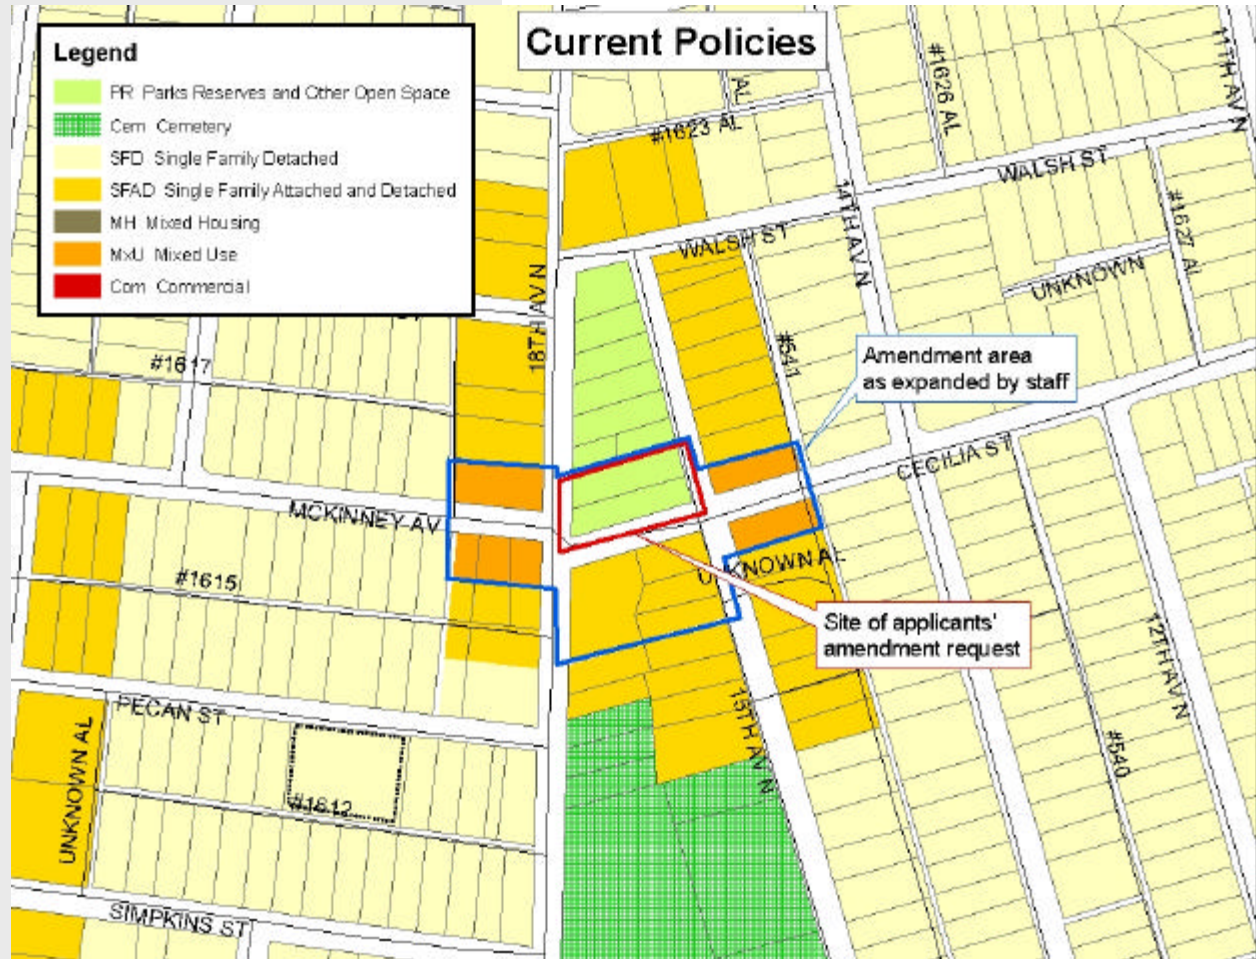 Current Policies
Legend
PR Parks Reserves and Other Open Space
Cem Cemetery
SFD Single Family Detached
SFAD Single Family Attached and Detached
MH Mixed Housing
MxU Mixed Use
Com Commercial
AL
#1626 AL
11TH AV N
#1623 AL
WALSH ST
14TH AV N
#1627 AL
WALSH ST
UNKNOWN
18TH AV N
#541
#1617
Amendment area
as expanded by staff
CECILIA ST
MCKINNEY AV
UNKNOWN AL
#1615
Site of applicants'
amendment request
12TH AV N
PECAN ST
15TH AV N
UNKNOWN AL
#540
#1612
SIMPKINS ST